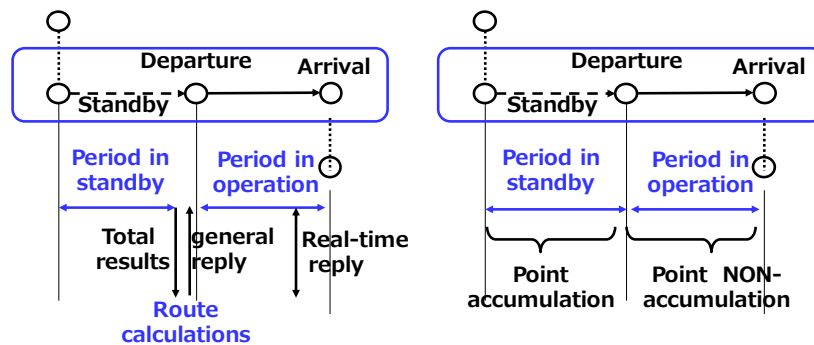 Departure
Arrival
Standby
Period in
standby
Period in
operation
Total
results
general
reply
Real-time
reply
Route
calculations
Departure
Arrival
Standby
Period in
standby
Period in
operation
Point
accumulation
Point NON-
accumulation